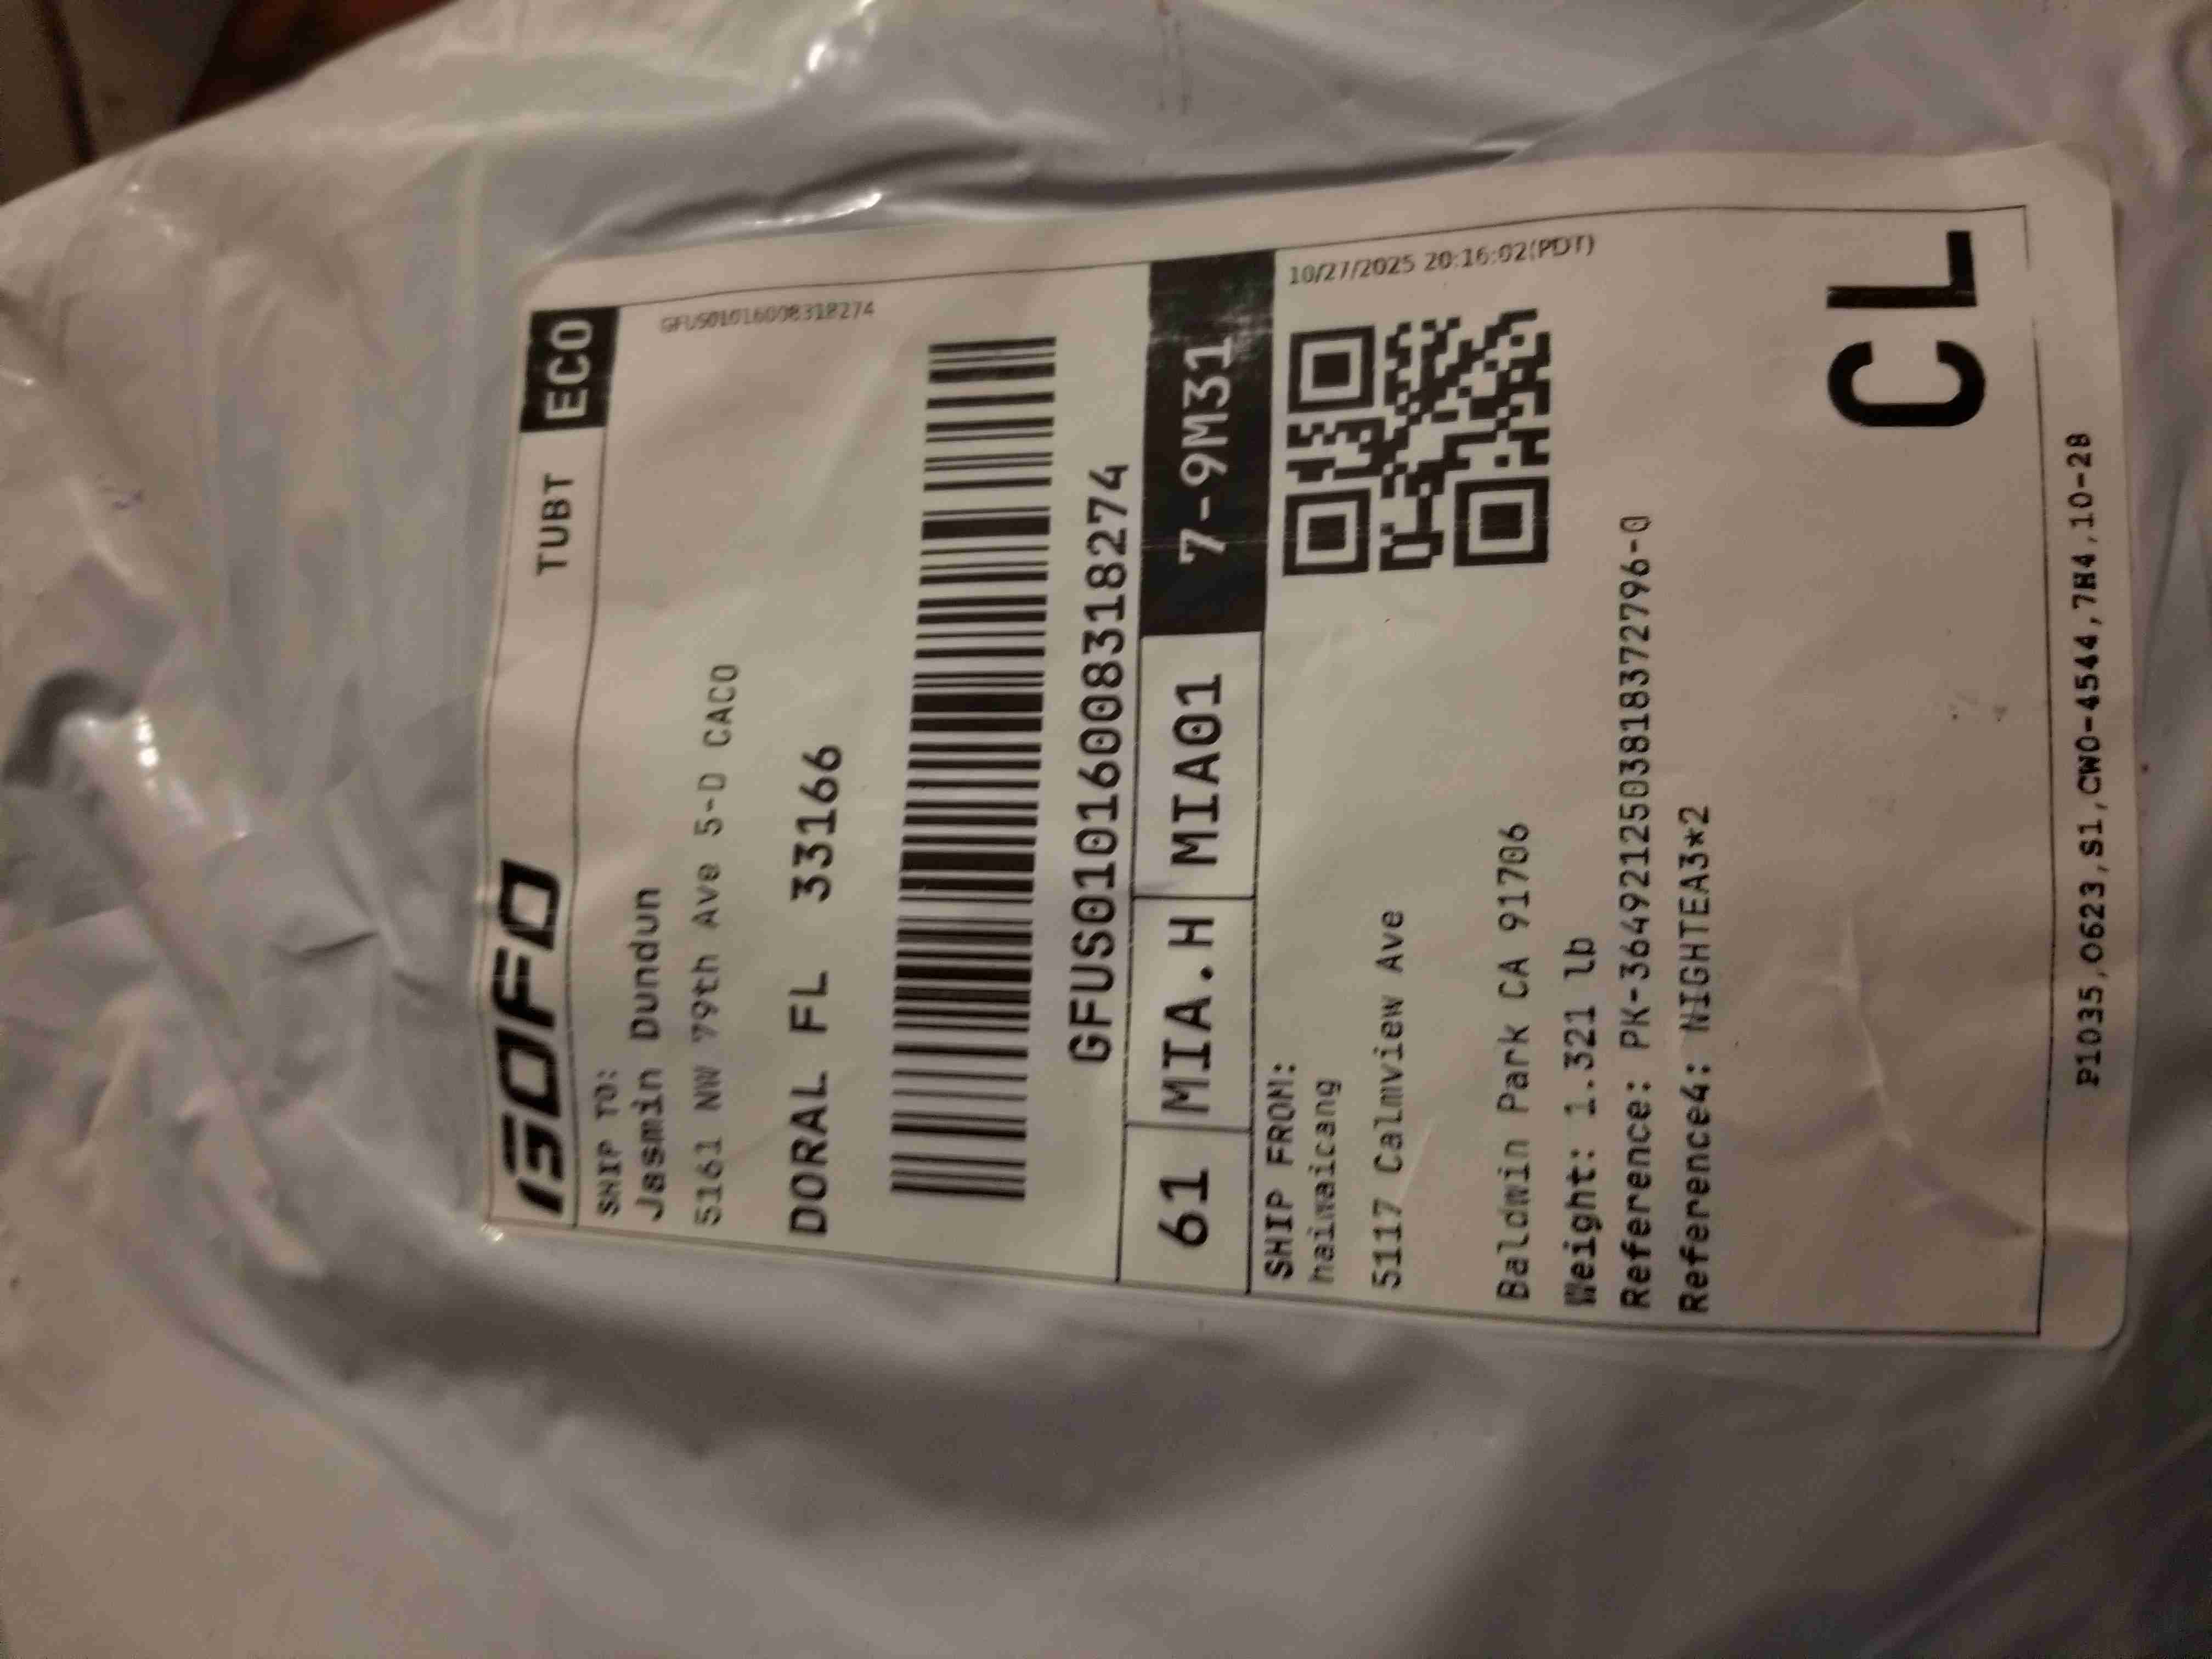 GOFO
TUBT ECO
SHIP TO:
Jasmin Dundun
GFUS01016008318274
5161 NW 79th Ave 5-D CACO
DORAL FL 33166
GFUS01016008318274
61 MIA.H MIA01 7-9M31
SHIP FROM:
haiwaicang
10/27/2025 20:16:02(PDT)
5117 Calmview Ave
Baldwin Park CA 91706
Weight: 1.321 lb
Reference: PK-36492125038181372796-0
Reference4: NIGHTEA3*2
CL
P1035,O623,S1,CW0-4544,7H4,10-28